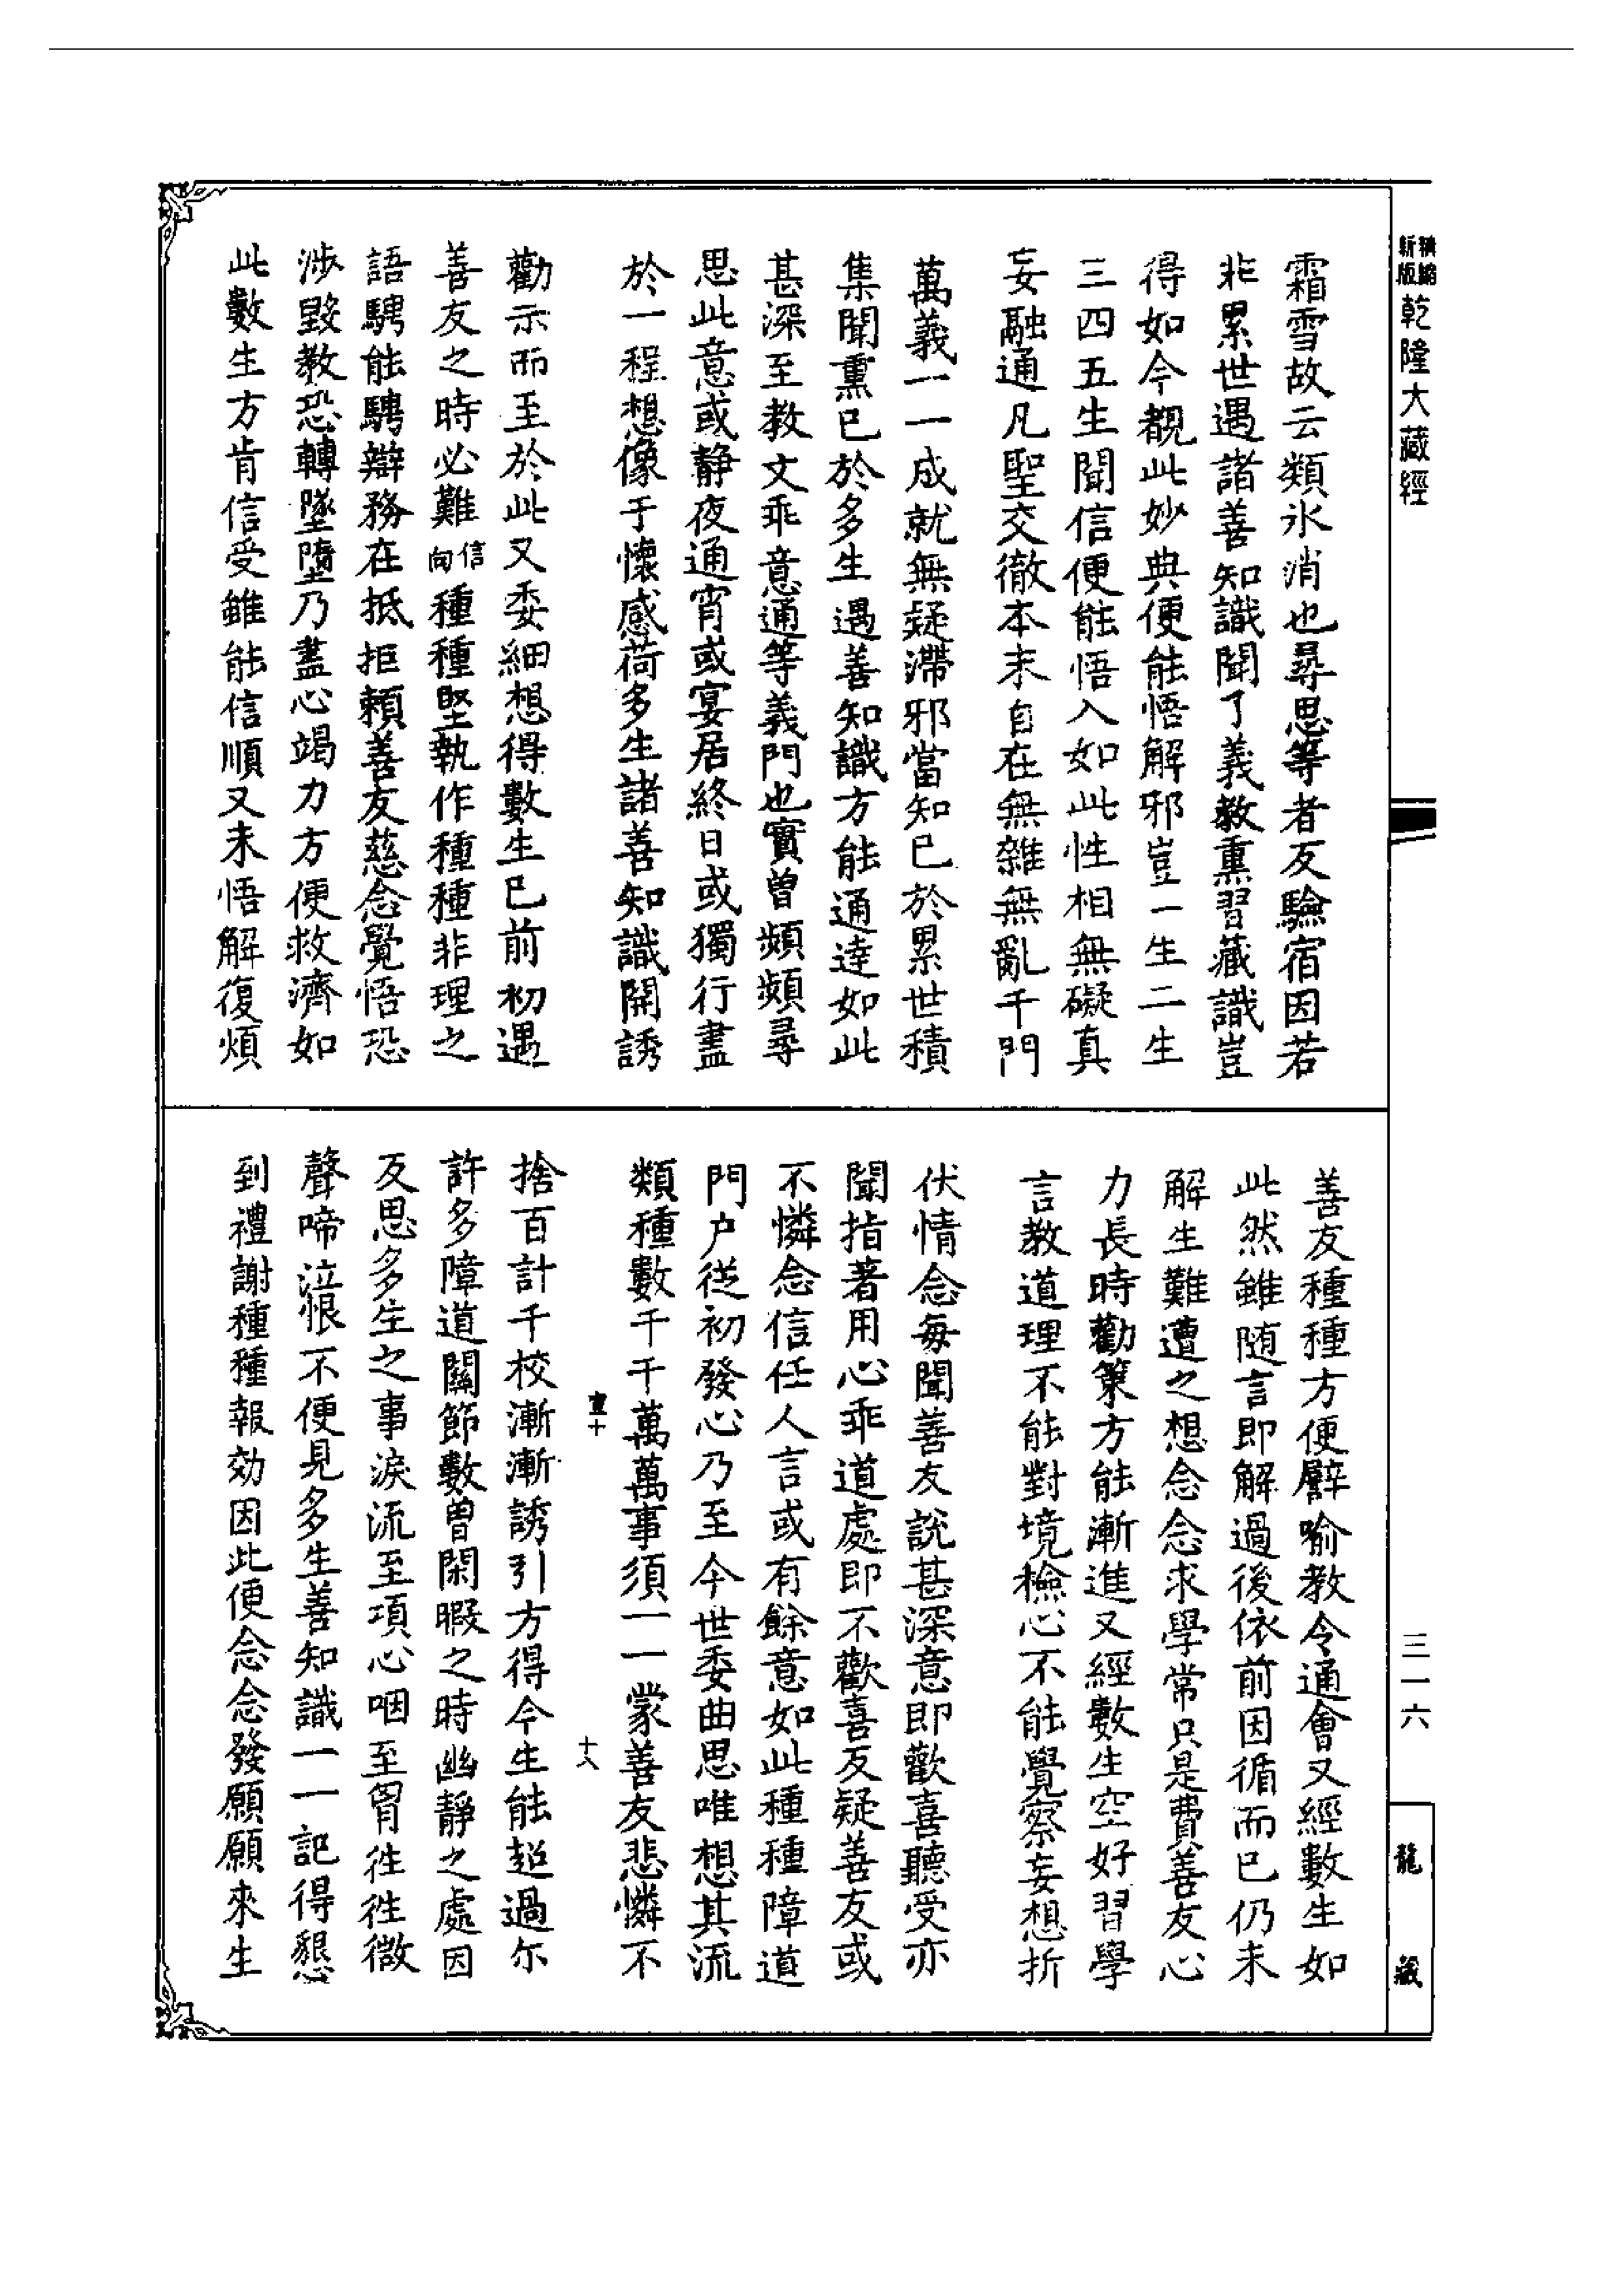 精縮新版乾隆大藏經
霜雪故云類氷消也尋思等者反驗宿因若
非累世遇諸善知識聞了義教熏習藏識豈
得如今覩此妙典便能悟解邪豈一生二生
三四五生聞信便能悟入如此性相無礙真
妄融通凡聖交徹本末自在無雜無亂千門
萬義一一成就無疑滯邪當知已於累世積
集聞熏已於多生遇善知識方能通達如此
甚深至教文乖意通等義門也實曾頻頻尋
思此意或靜夜通宵或宴居終日或獨行盡
於一程想像于懷感荷多生諸善知識開誘
勸示而至於此又委細想得數生已前初遇
善友之時必難信向種種堅執作種種非理之
語騁能騁辯務在抵拒賴善友慈念覺悟恐
涉毀教恐轉墜墮乃盡心竭力方便救濟如
此數生方肯信受雖能信順又未悟解復煩
善友種種方便譬喻教令通會又經數生如
此然雖随言即解過後依前因循而已仍未
解生難遭之想念念求學常只是費善友心
力長時勸策方能漸進又經數生空好習學
言教道理不能對境檢心不能覺察妄想折
伏情念每聞善友說甚深意即歡喜聽受亦
聞指著用心乖道處即不歡喜反疑善友或
不憐念信任人言或有餘意如此種種障道
門户從初發心乃至今世委曲思唯想其流
類種數千千萬萬事須一一蒙善友悲憐不
十八
捨百計千校漸漸誘引方得今生能超過尔
許多障道關節數曾閑暇之時幽靜之處因
反思多生之事淚流至項心咽至胷徃徃微
聲啼泣恨不便見多生善知識一一記得懇
到禮謝種種報効因此便念念發願願來生
三一六
龍藏